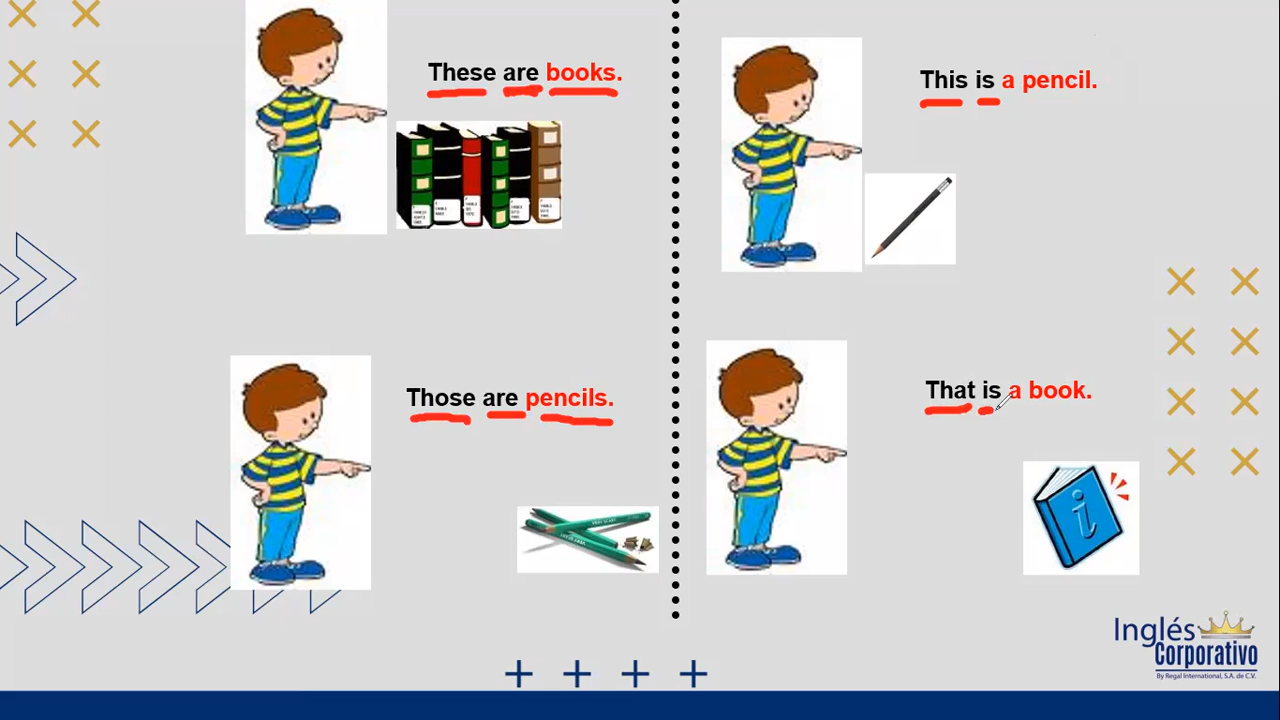 These are books.
This is a pencil.
Those are pencils.
That is a book.
i
Inglés
Corporativo
By Regal International, S.A. de C.V.